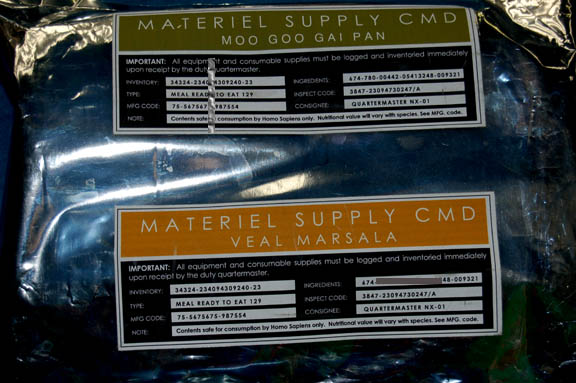 MATERIEL SUPPLY CMD
MOO GOO GAI PAN
IMPORTANT: All equipment and consumable supplies must be logged and inventoried immediately
upon receipt by the duty quartermaster.
INVENTORY: INGREDIENTS: 674-780-00442-05413248-009321
TYPE: MEAL READY TO EAT 129 INSPECT CODE: 3847-23094730247/A
MFG CODE: CONSIGNEE: QUARTERMASTER NX-01
NOTE: Contents safe for consumption by Homo Sapiens only. Nutritional value will vary with species. See MFG. code.
MATERIEL SUPPLY CMD
VEAL MARSALA
IMPORTANT: All equipment and consumable supplies must be logged and inventoried immediately
upon receipt by the duty quartermaster.
INVENTORY: 34324-234094309240-23 INGREDIENTS: 674- 48-009321
TYPE: MEAL READY TO EAT 129 INSPECT CODE: 3847-23094730247/A
MFG CODE: 75-5675675-987554 CONSIGNEE: QUARTERMASTER NX-01
NOTE: Contents safe for consumption by Homo Sapiens only. Nutritional value will vary with species. See MFG. code.